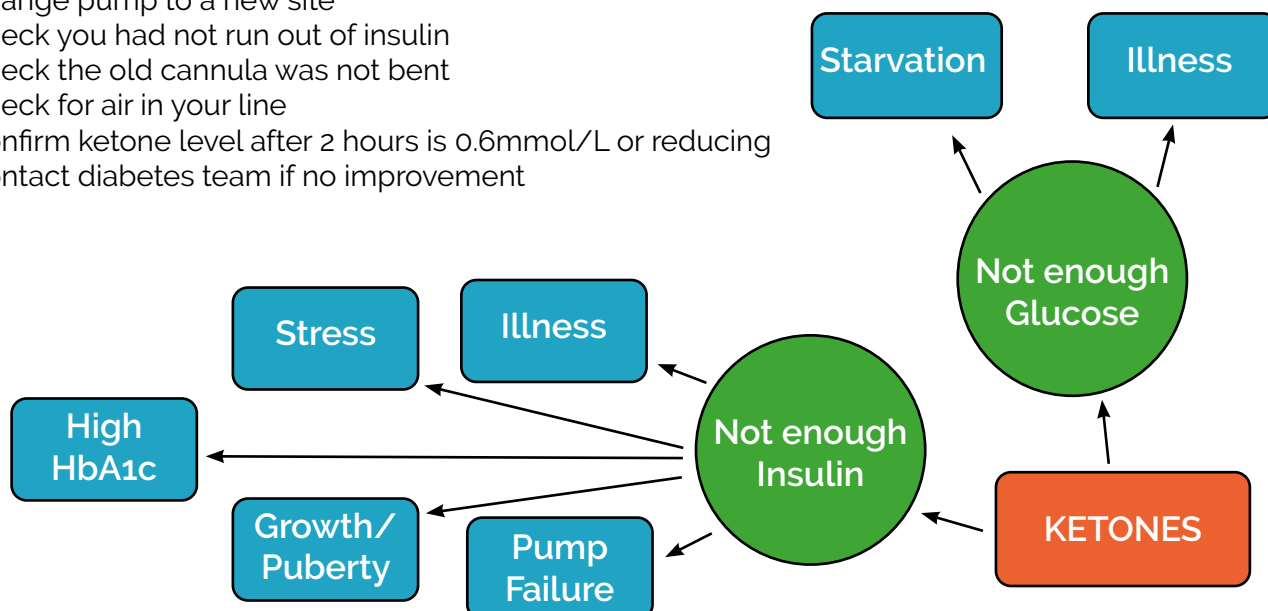 ange pump to a new site
eck you had not run out of insulin
eck the old cannula was not bent
eck for air in your line
onfirm ketone level after 2 hours is 0.6mmol/L or reducing
ontact diabetes team if no improvement
Starvation
Illness
Not enough
Glucose
Stress
Illness
High
HbA1c
Not enough
Insulin
Growth/
Puberty
Pump
Failure
KETONES